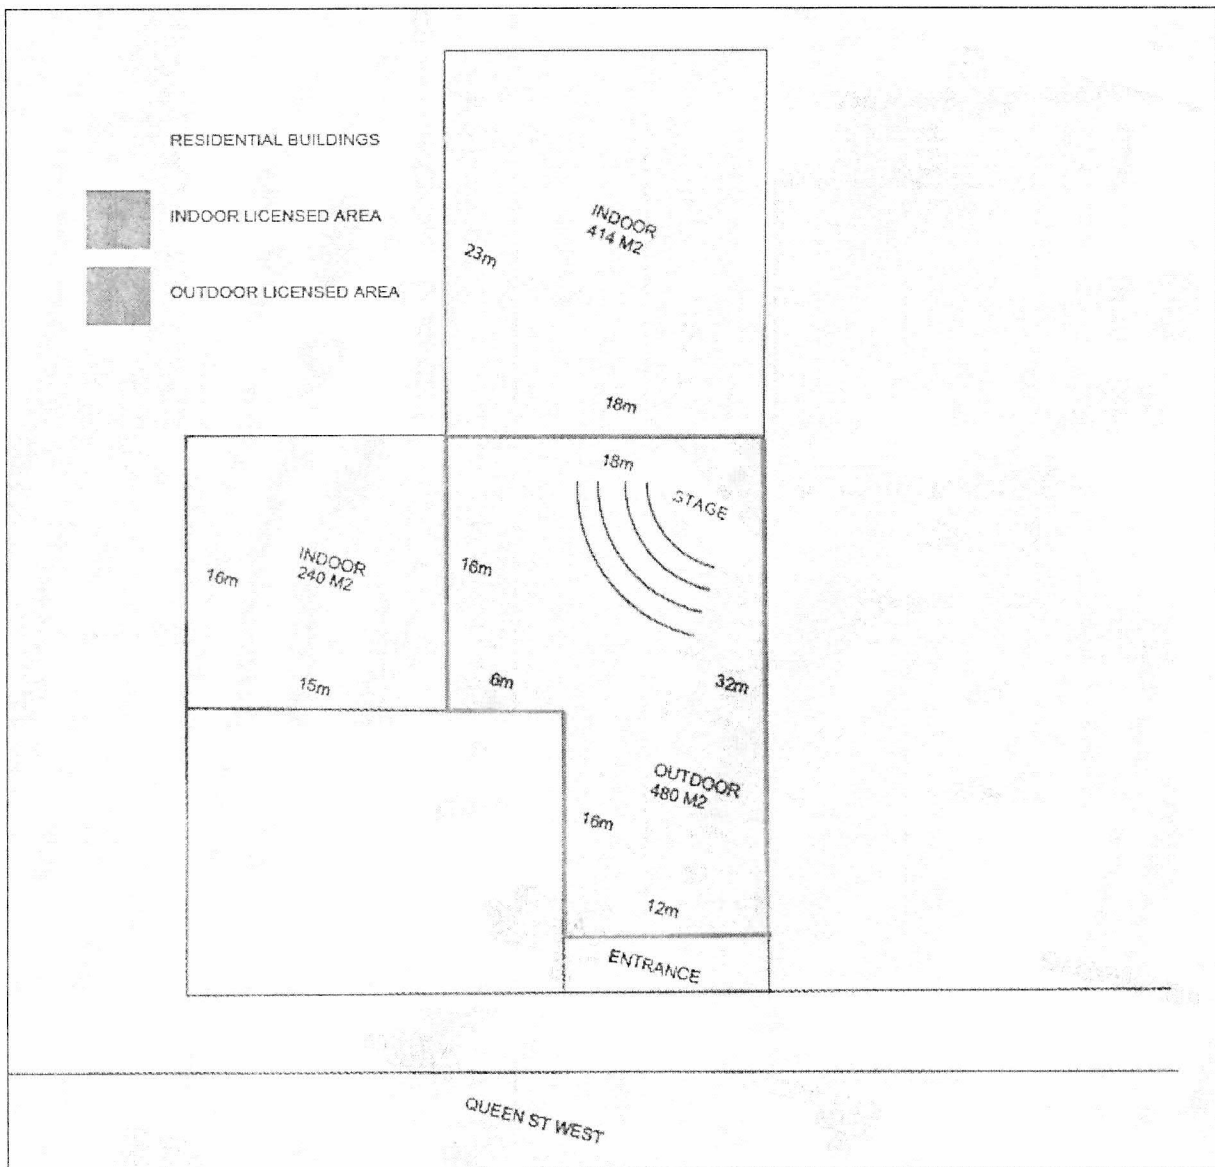 RESIDENTIAL BUILDINGS
INDOOR LICENSED AREA
OUTDOOR LICENSED AREA
INDOOR
414 M2
23m
18m
18m
STAGE
INDOOR
240 M2
16m
16m
15m
6m
32m
OUTDOOR
480 M2
16m
12m
ENTRANCE
QUEEN ST WEST